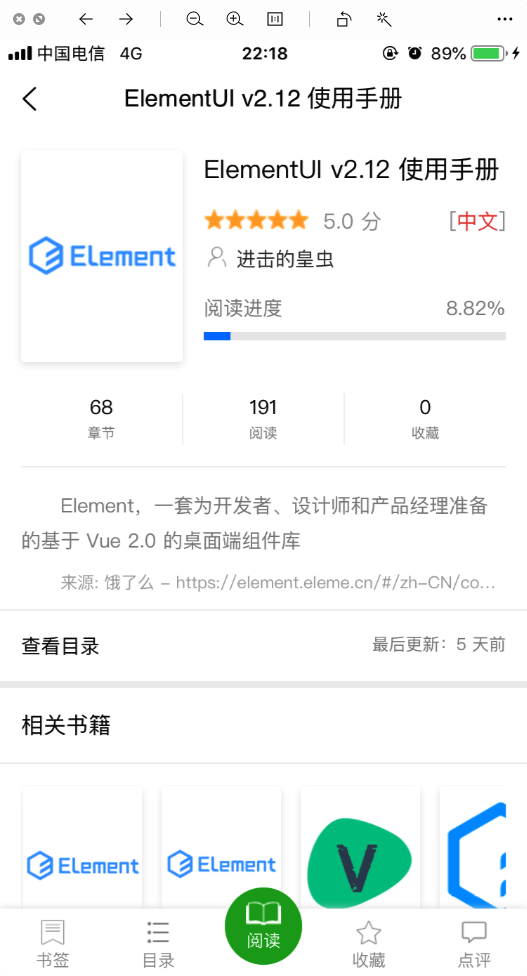 中国电信 4G 22:18 89%
ElementUI v2.12 使用手册
Element
ElementUI v2.12 使用手册
5.0 分 [中文]
进击的皇虫
阅读进度 8.82%
68 191 0
章节 阅读 收藏
Element，一套为开发者、设计师和产品经理准备
的基于 Vue 2.0 的桌面端组件库
来源: 饿了么 - https://element.eleme.cn/#/zh-CN/co...
查看目录 最后更新：5 天前
相关书籍
Element Element V
书签 目录 阅读 收藏 点评